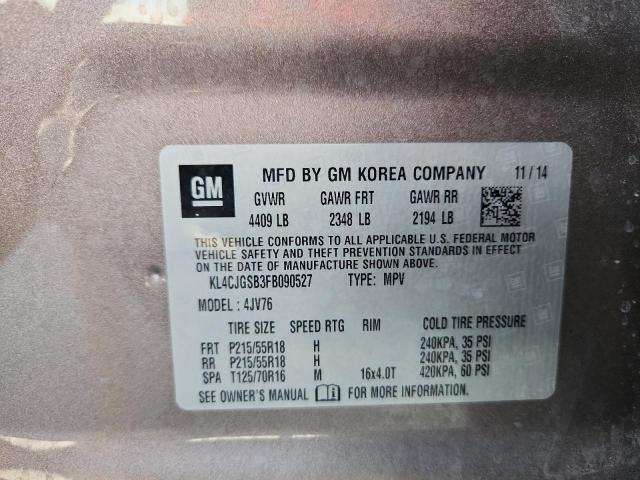 GM MFD BY GM KOREA COMPANY 11/14
GVWR GAWR FRT GAWR RR
4409 LB 2348 LB 2194 LB
THIS VEHICLE CONFORMS TO ALL APPLICABLE U.S. FEDERAL MOTOR
VEHICLE SAFETY AND THEFT PREVENTION STANDARDS IN EFFECT
ON THE DATE OF MANUFACTURE SHOWN ABOVE.
KL4CJGSB3FB090527 TYPE: MPV
MODEL : 4JV76
TIRE SIZE SPEED RTG RIM COLD TIRE PRESSURE
FRT P215/55R18 H 240KPA, 35 PSI
RR P215/55R18 H 240KPA, 35 PSI
SPA T125/70R16 M 16x4.0T 420KPA, 60 PSI
SEE OWNER'S MANUAL FOR MORE INFORMATION.